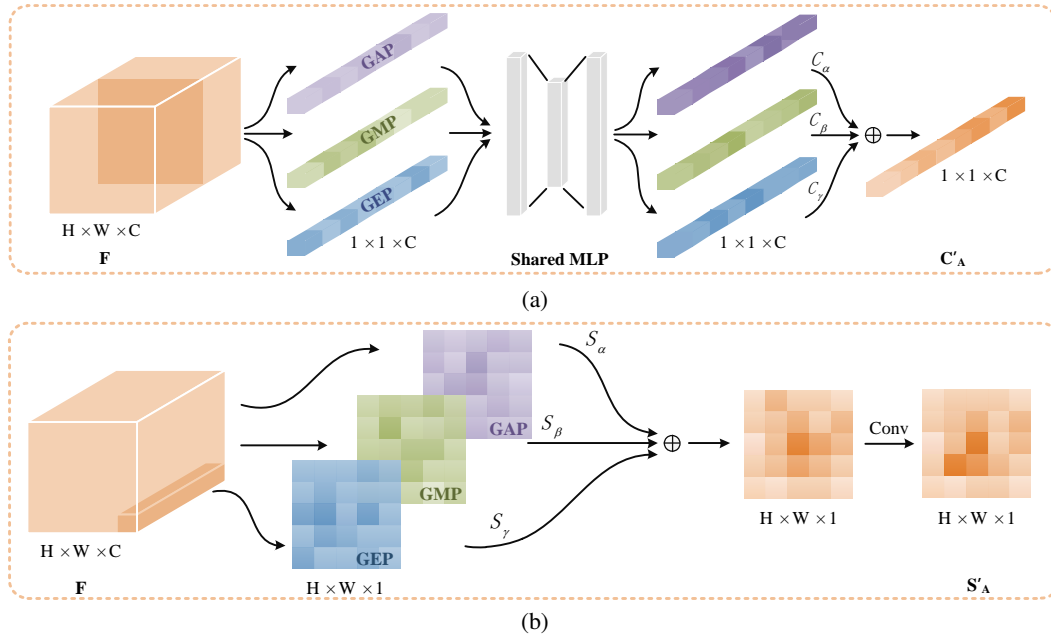 GAP
GMP
GEP
C_α
C_β
C_γ
⊕
H × W × C
1 × 1 × C
1 × 1 × C
1 × 1 × C
F
Shared MLP
C′_A
(a)
GAP
GMP
GEP
S_α
S_β
S_γ
⊕
Conv
H × W × C
H × W × 1
H × W × 1
H × W × 1
F
S′_A
(b)